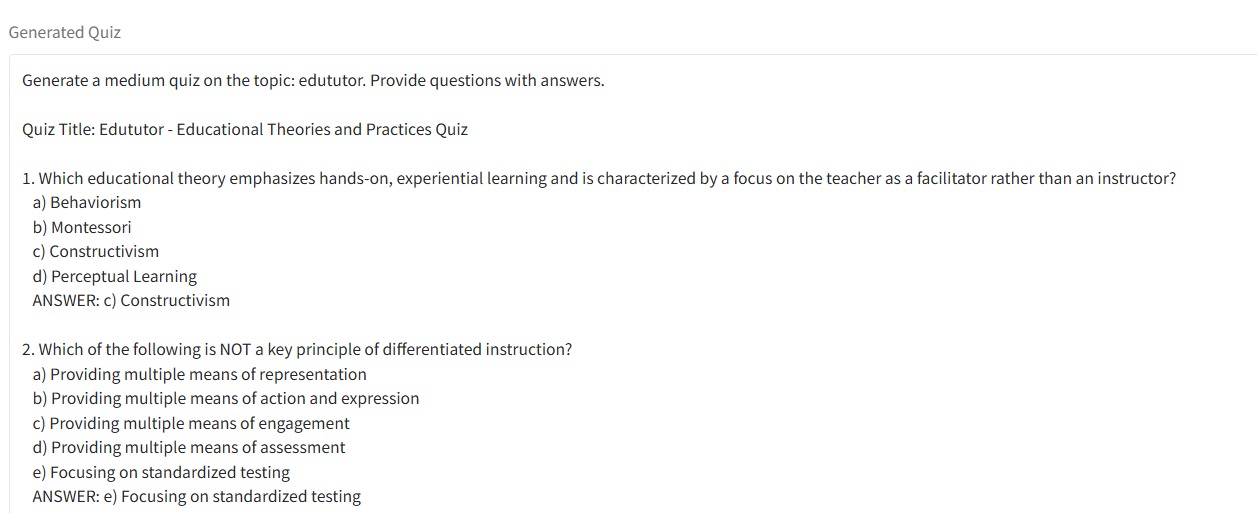 Generated Quiz
Generate a medium quiz on the topic: edututor. Provide questions with answers.
Quiz Title: Edututor - Educational Theories and Practices Quiz
1. Which educational theory emphasizes hands-on, experiential learning and is characterized by a focus on the teacher as a facilitator rather than an instructor?
a) Behaviorism
b) Montessori
c) Constructivism
d) Perceptual Learning
ANSWER: c) Constructivism
2. Which of the following is NOT a key principle of differentiated instruction?
a) Providing multiple means of representation
b) Providing multiple means of action and expression
c) Providing multiple means of engagement
d) Providing multiple means of assessment
e) Focusing on standardized testing
ANSWER: e) Focusing on standardized testing